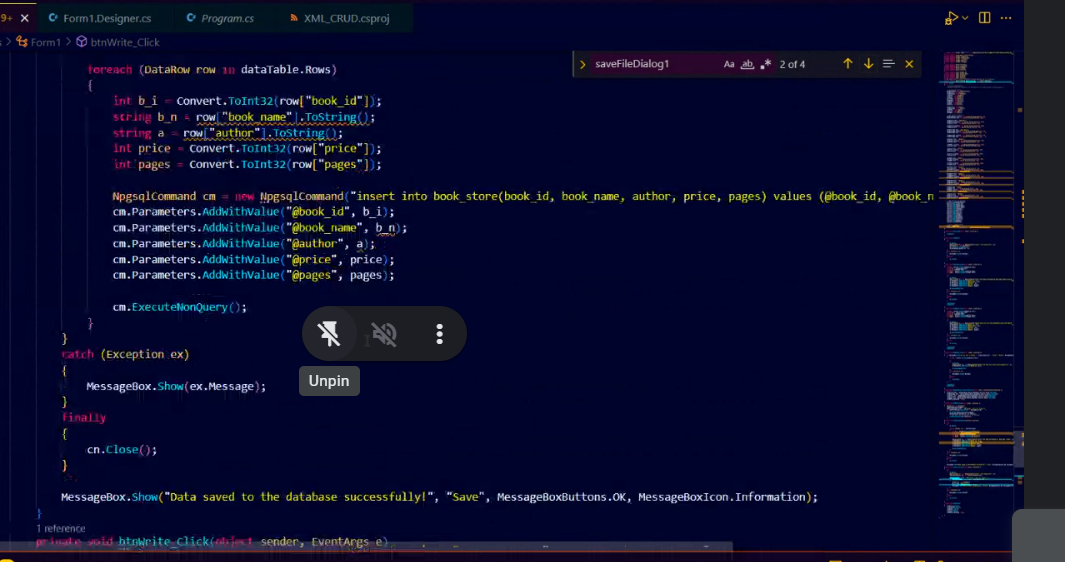 9+ ✕ Form1.Designer.cs Program.cs XML_CRUD.csproj
s > Form1 > btnWrite_Click
saveFileDialog1 Aa ab .* 2 of 4
foreach (DataRow row in dataTable.Rows)
{
int b_i = Convert.ToInt32(row["book_id"]);
string b_n = row["book_name"].ToString();
string a = row["author"].ToString();
int price = Convert.ToInt32(row["price"]);
int pages = Convert.ToInt32(row["pages"]);
NpgsqlCommand cm = new NpgsqlCommand("insert into book_store(book_id, book_name, author, price, pages) values (@book_id, @book_n
cm.Parameters.AddWithValue("@book_id", b_i);
cm.Parameters.AddWithValue("@book_name", b_n);
cm.Parameters.AddWithValue("@author", a);
cm.Parameters.AddWithValue("@price", price);
cm.Parameters.AddWithValue("@pages", pages);
cm.ExecuteNonQuery();
}
}
catch (Exception ex)
{
Unpin
MessageBox.Show(ex.Message);
}
finally
{
cn.Close();
}
MessageBox.Show("Data saved to the database successfully!", "Save", MessageBoxButtons.OK, MessageBoxIcon.Information);
}
1 reference
private void btnWrite_Click(object sender, EventArgs e)